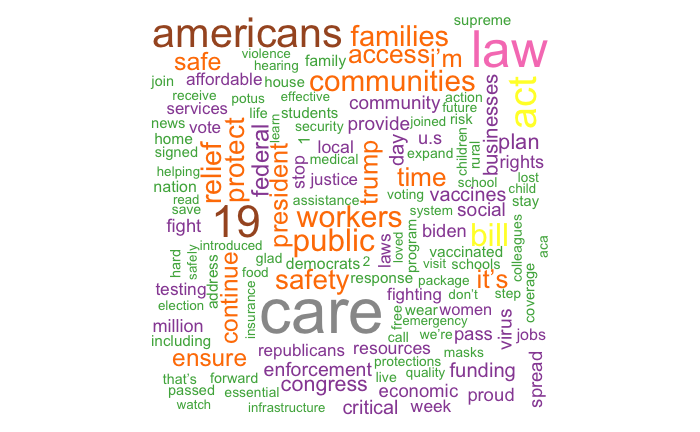 supreme
americans
families
law
safe
violence
hearing
family
access
i'm
join
affordable
house
communities
act
businesses
receive
potus
effective
services
life
students
community
action
future
news
vote
federal
learn
security
1
provide
joined
risk
home
signed
relief
protect
president
stop
local
medical
trump
day
u.s
expand
children
rural
plan
rights
helping
nation
justice
time
school
lost
child
read
save
assistance
voting
vaccines
stay
fight
19
workers
system
social
public
biden
bill
colleagues
hard
safely
introduced
continue
glad
democrats
2
laws
loved
program
vaccinated
visit
schools
aca
address
food
insurance
safety
response
package
it's
testing
election
care
fighting
don't
step
coverage
million
free
wear
women
emergency
call
we're
pass
virus
jobs
including
ensure
republicans
resources
masks
protections
enforcement
live
quality
funding
spread
that's
passed
forward
essential
congress
economic
proud
watch
infrastructure
critical
week